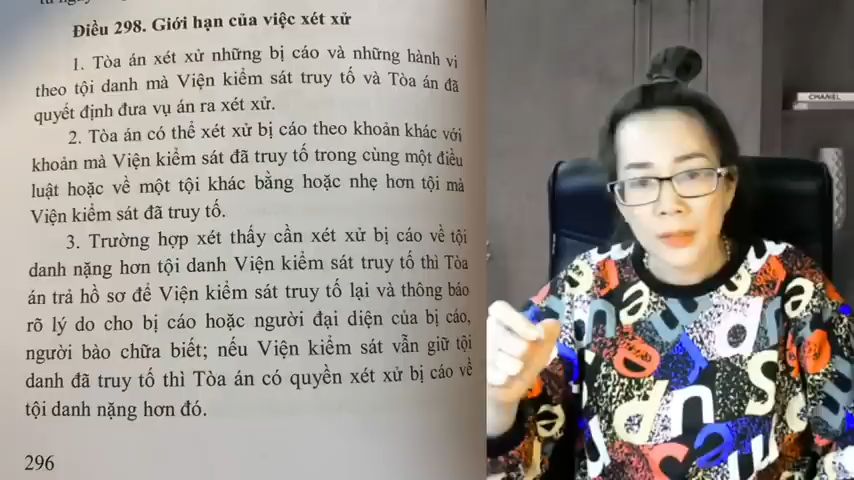 Điều 298. Giới hạn của việc xét xử
1. Tòa án xét xử những bị cáo và những hành vi
theo tội danh mà Viện kiểm sát truy tố và Tòa án đã
quyết định đưa vụ án ra xét xử.
2. Tòa án có thể xét xử bị cáo theo khoản khác với
khoản mà Viện kiểm sát đã truy tố trong cùng một điều
luật hoặc về một tội khác bằng hoặc nhẹ hơn tội mà
Viện kiểm sát đã truy tố.
3. Trường hợp xét thấy cần xét xử bị cáo về tội
danh nặng hơn tội danh Viện kiểm sát truy tố thì Tòa
án trả hồ sơ để Viện kiểm sát truy tố lại và thông báo
rõ lý do cho bị cáo hoặc người đại diện của bị cáo,
người bào chữa biết; nếu Viện kiểm sát vẫn giữ tội
danh đã truy tố thì Tòa án có quyền xét xử bị cáo về
tội danh nặng hơn đó.
296
CHANEL